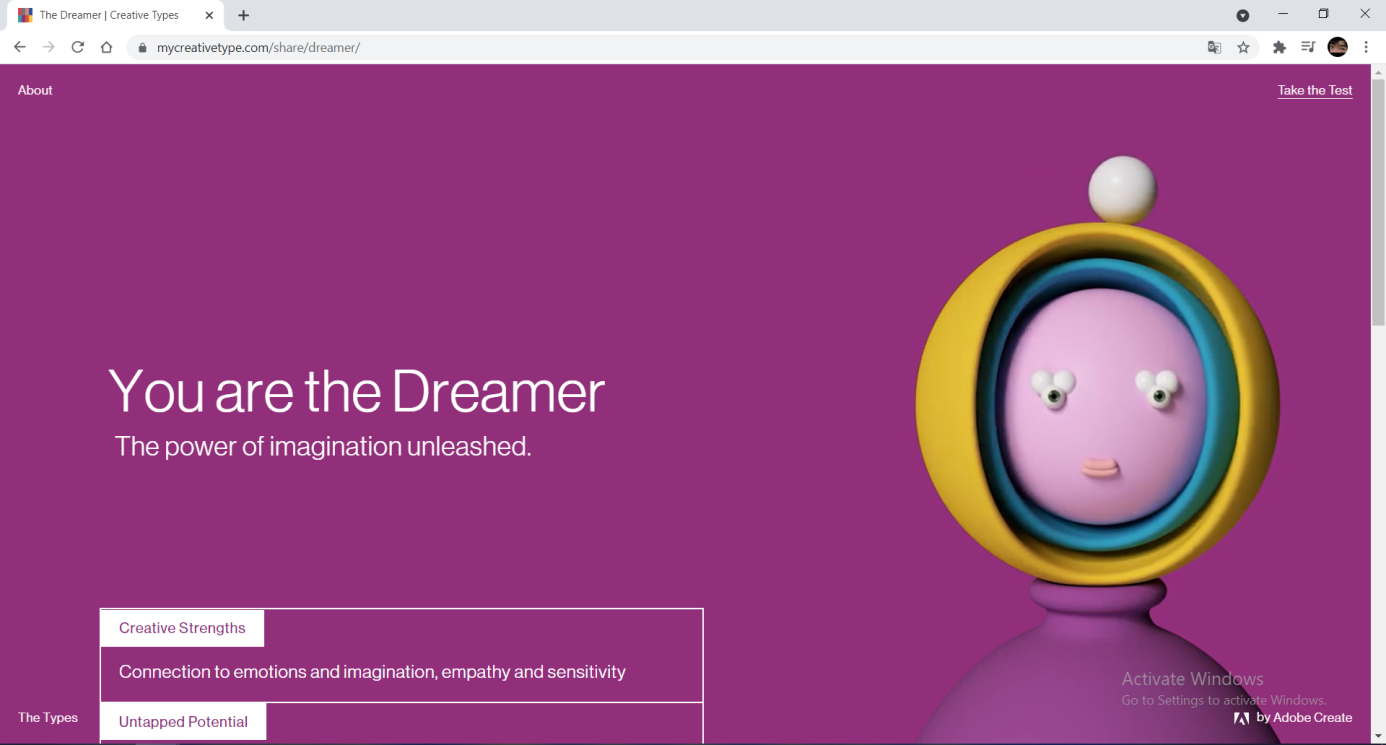 The Dreamer | Creative Types
mycreativetype.com/share/dreamer/
About
Take the Test
You are the Dreamer
The power of imagination unleashed.
Creative Strengths
Connection to emotions and imagination, empathy and sensitivity
Untapped Potential
Activate Windows
Go to Settings to activate Windows.
The Types
by Adobe Create